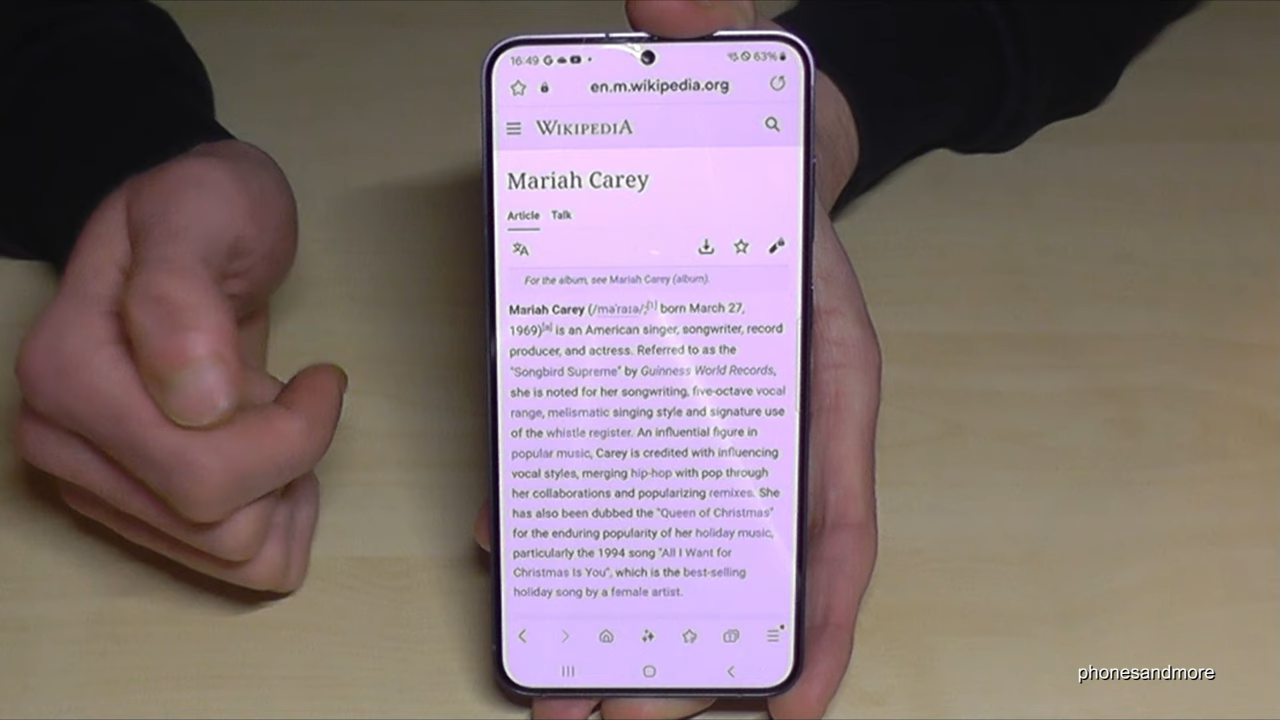 16:49
63%
en.m.wikipedia.org
WIKIPEDIA
Mariah Carey
Article Talk
For the album, see Mariah Carey (album).
Mariah Carey (/məˈraɪə/;[1] born March 27,
1969)[a] is an American singer, songwriter, record
producer, and actress. Referred to as the
"Songbird Supreme" by Guinness World Records,
she is noted for her songwriting, five-octave vocal
range, melismatic singing style and signature use
of the whistle register. An influential figure in
popular music, Carey is credited with influencing
vocal styles, merging hip-hop with pop through
her collaborations and popularizing remixes. She
has also been dubbed the "Queen of Christmas"
for the enduring popularity of her holiday music,
particularly the 1994 song "All I Want for
Christmas Is You", which is the best-selling
holiday song by a female artist.
phonesandmore